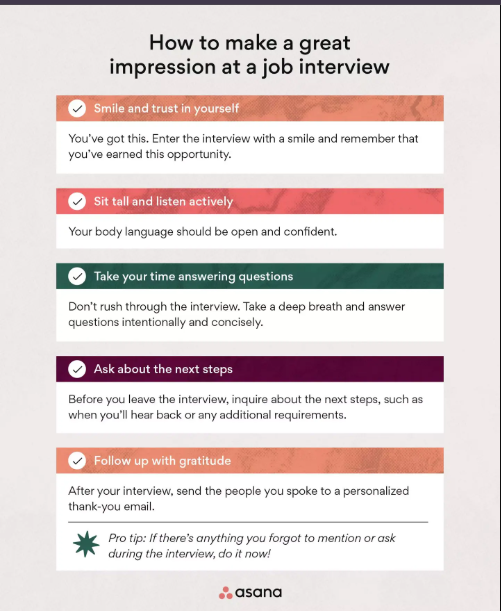 How to make a great
impression at a job interview
Smile and trust in yourself
You’ve got this. Enter the interview with a smile and remember that
you’ve earned this opportunity.
Sit tall and listen actively
Your body language should be open and confident.
Take your time answering questions
Don’t rush through the interview. Take a deep breath and answer
questions intentionally and concisely.
Ask about the next steps
Before you leave the interview, inquire about the next steps, such as
when you’ll hear back or any additional requirements.
Follow up with gratitude
After your interview, send the people you spoke to a personalized
thank-you email.
Pro tip: If there’s anything you forgot to mention or ask
during the interview, do it now!
asana